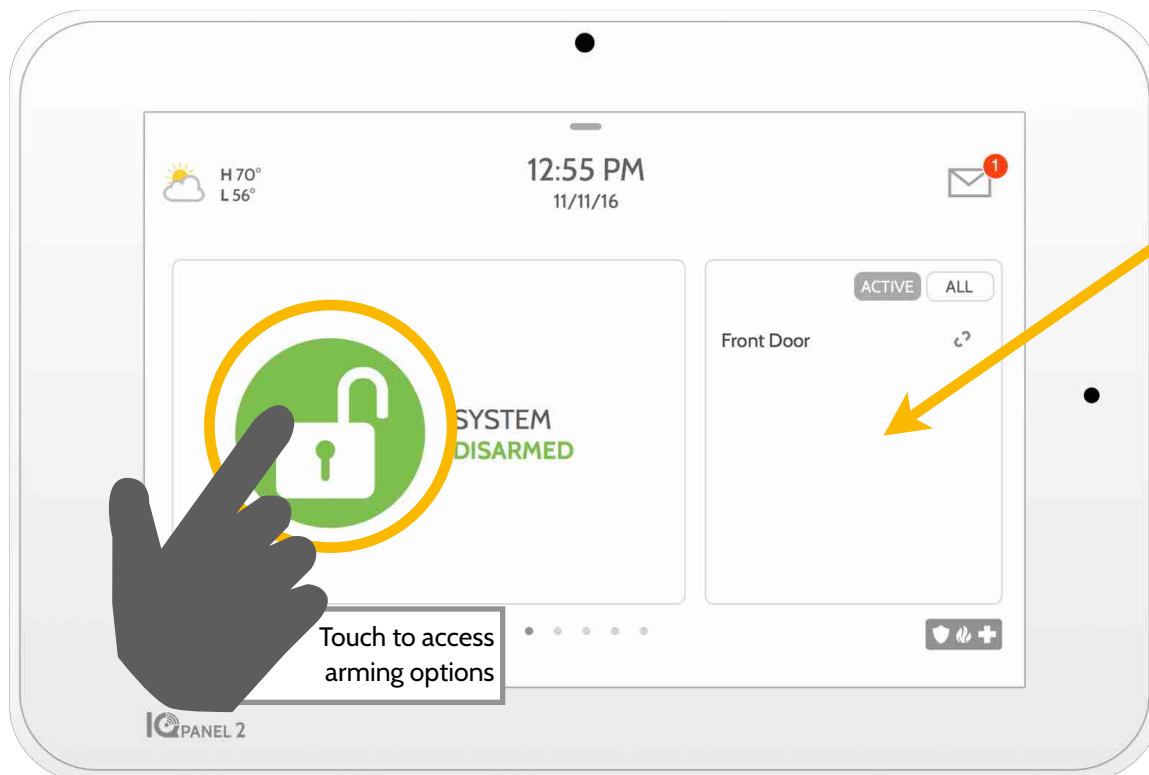 H 70°
L 56°
12:55 PM
11/11/16
1
ACTIVE
ALL
Front Door
SYSTEM
DISARMED
Touch to access
arming options
IQ PANEL 2